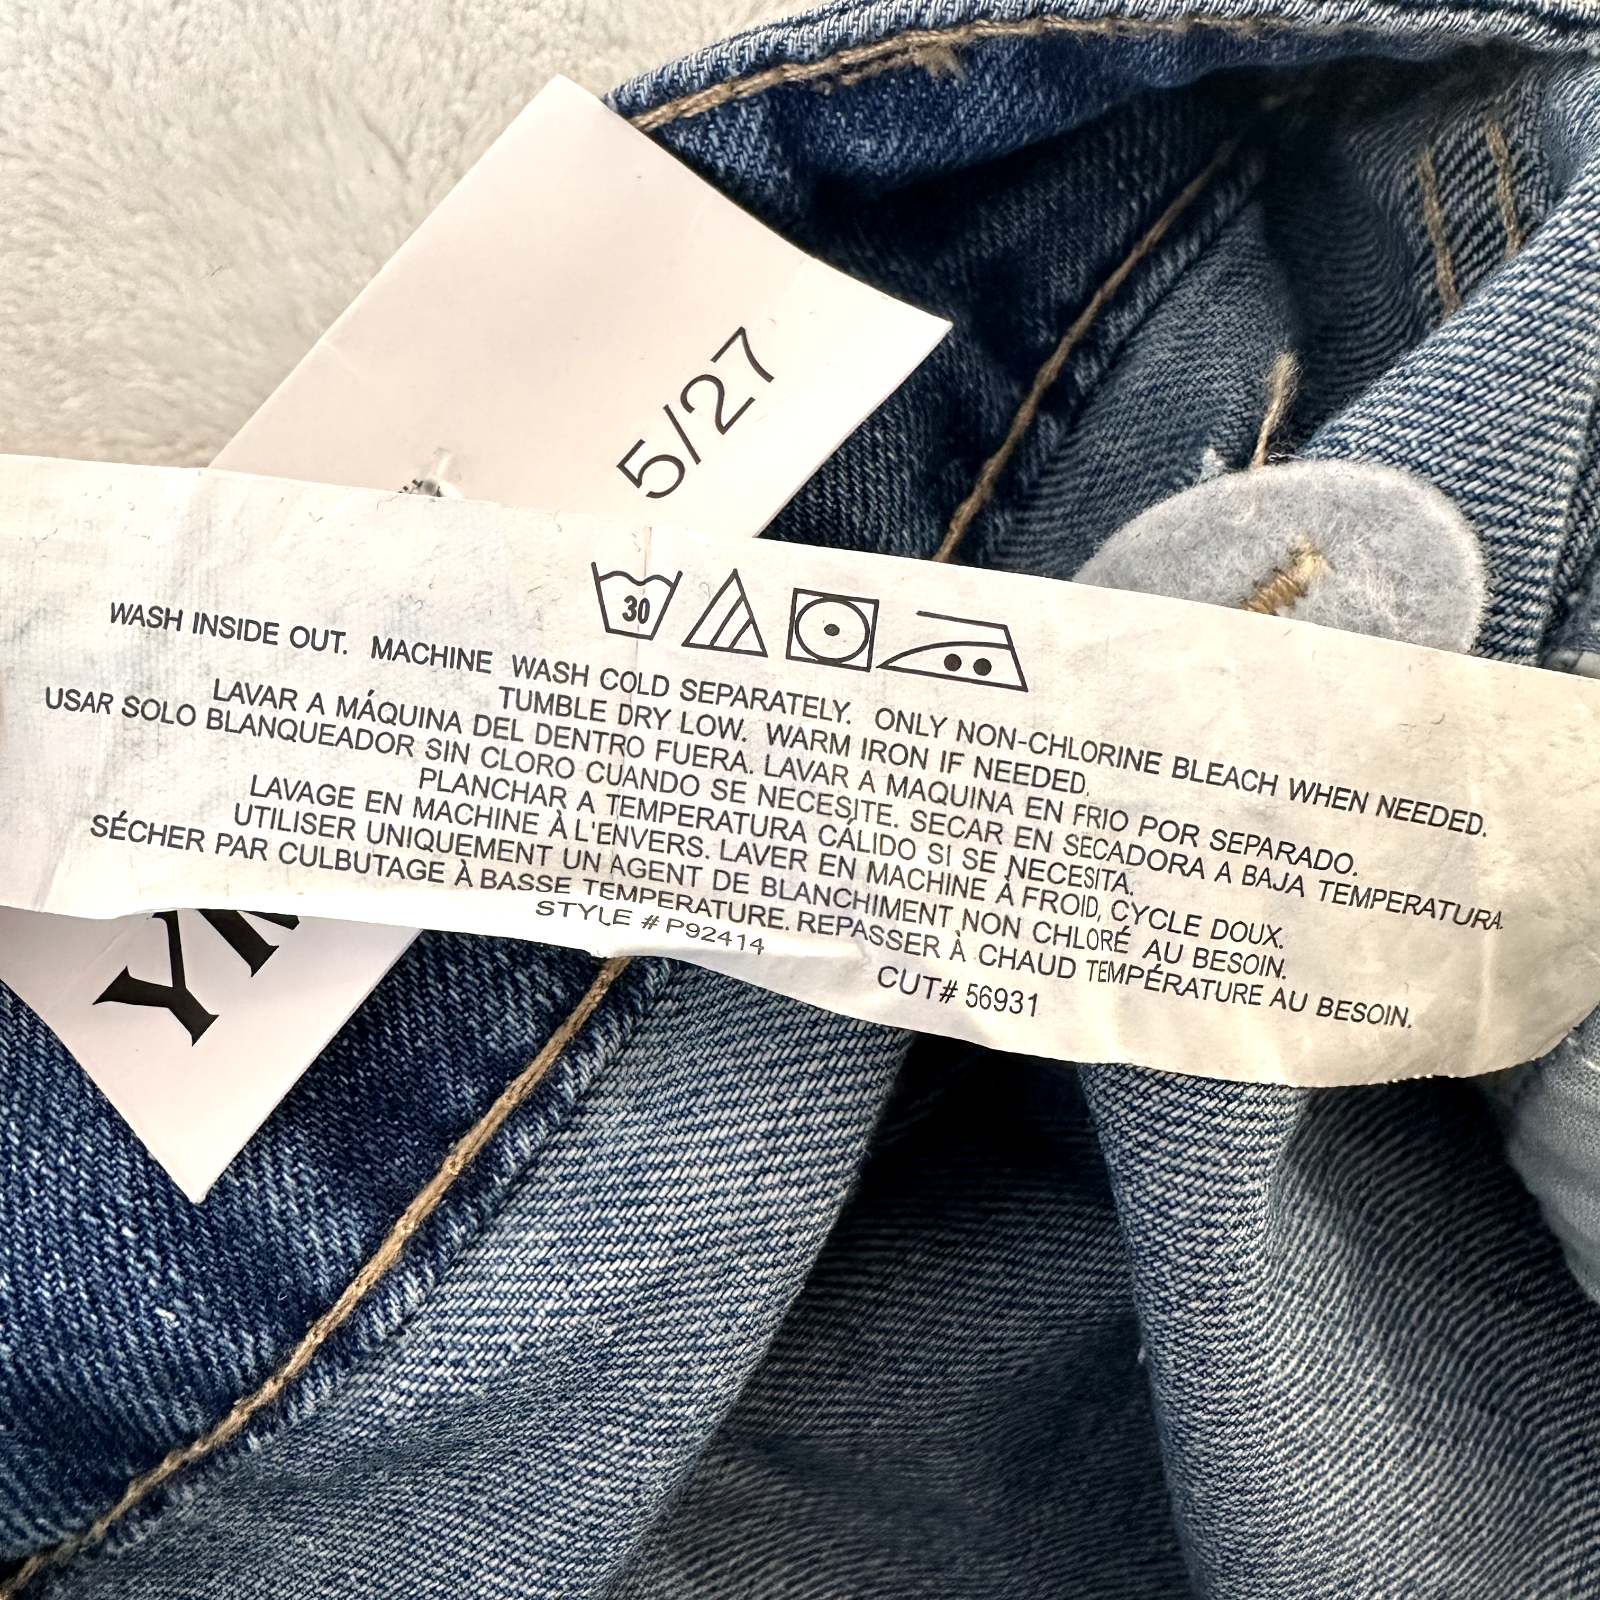 5/27
30
WASH INSIDE OUT. MACHINE WASH COLD SEPARATELY. ONLY NON-CHLORINE BLEACH WHEN NEEDED.
TUMBLE DRY LOW. WARM IRON IF NEEDED.
LAVAR A MÁQUINA DEL DENTRO FUERA. LAVAR A MAQUINA EN FRIO POR SEPARADO.
USAR SOLO BLANQUEADOR SIN CLORO CUANDO SE NECESITE. SECAR EN SECADORA A BAJA TEMPERATURA.
PLANCHAR A TEMPERATURA CÁLIDO SI SE NECESITA.
LAVAGE EN MACHINE À L'ENVERS. LAVER EN MACHINE À FROID, CYCLE DOUX.
UTILISER UNIQUEMENT UN AGENT DE BLANCHIMENT NON CHLORÉ AU BESOIN.
SÉCHER PAR CULBUTAGE À BASSE TEMPERATURE. REPASSER À CHAUD TEMPÉRATURE AU BESOIN.
STYLE # P92414
CUT# 56931